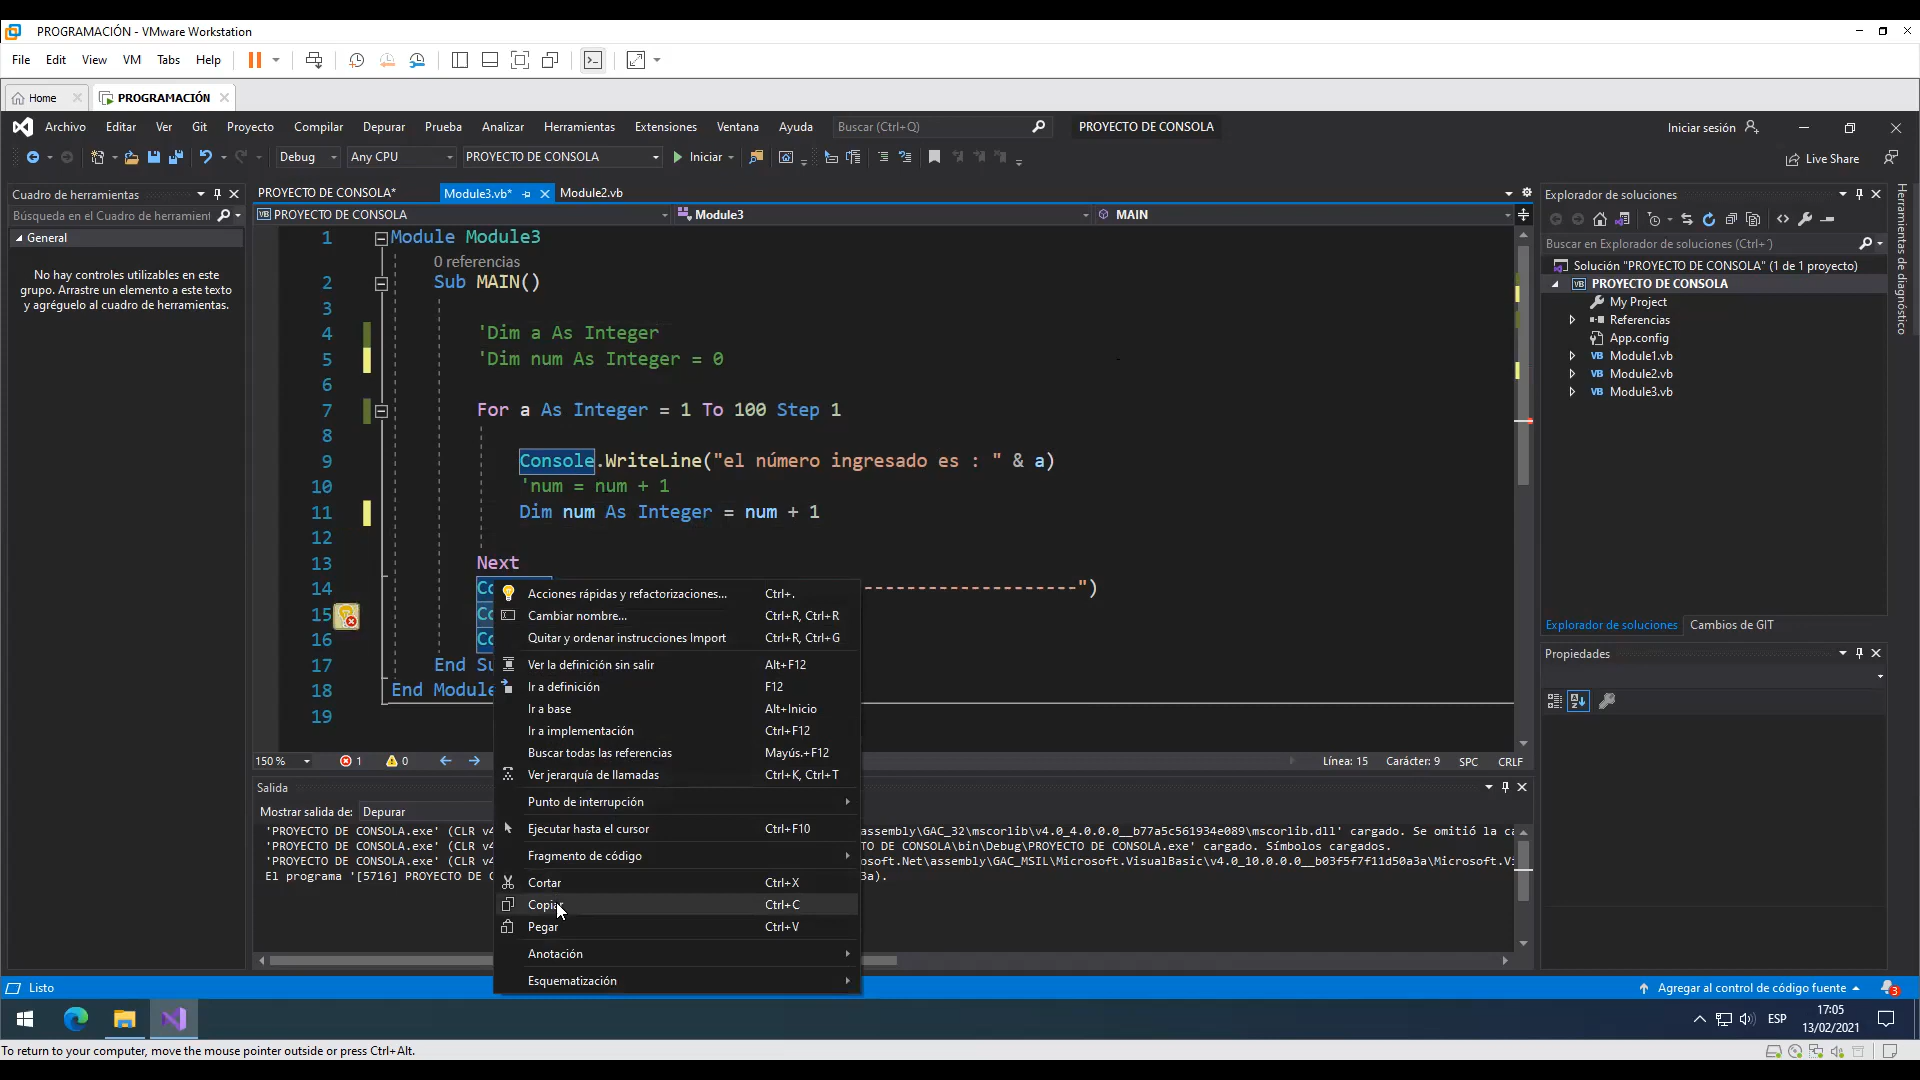 PROGRAMACIÓN - VMware Workstation
File Edit View VM Tabs Help
Home PROGRAMACIÓN
Archivo Editar Ver Git Proyecto Compilar Depurar Prueba Analizar Herramientas Extensiones Ventana Ayuda Buscar (Ctrl+Q) PROYECTO DE CONSOLA Iniciar sesión
Debug Any CPU PROYECTO DE CONSOLA Iniciar Live Share
Cuadro de herramientas
Búsqueda en el Cuadro de herramient
General
No hay controles utilizables en este
grupo. Arrastre un elemento a este texto
y agréguelo al cuadro de herramientas.
PROYECTO DE CONSOLA* Module3.vb* Module2.vb
PROYECTO DE CONSOLA Module3 MAIN
1 Module Module3
0 referencias
2 Sub MAIN()
3
4 'Dim a As Integer
5 'Dim num As Integer = 0
6
7 For a As Integer = 1 To 100 Step 1
8
9 Console.WriteLine("el número ingresado es : " & a)
10 'num = num + 1
11 Dim num As Integer = num + 1
12
13 Next
14 Co -------------------")
15 Co
16 Co
17 End Su
18 End Module
19
Acciones rápidas y refactorizaciones... Ctrl+.
Cambiar nombre... Ctrl+R, Ctrl+R
Quitar y ordenar instrucciones Import Ctrl+R, Ctrl+G
Ver la definición sin salir Alt+F12
Ir a definición F12
Ir a base Alt+Inicio
Ir a implementación Ctrl+F12
Buscar todas las referencias Mayús.+F12
Ver jerarquía de llamadas Ctrl+K, Ctrl+T
Punto de interrupción
Ejecutar hasta el cursor Ctrl+F10
Fragmento de código
Cortar Ctrl+X
Copiar Ctrl+C
Pegar Ctrl+V
Anotación
Esquematización
150 % 1 0 Línea: 15 Carácter: 9 SPC CRLF
Salida
Mostrar salida de: Depurar
'PROYECTO DE CONSOLA.exe' (CLR v4 assembly\GAC_32\mscorlib\v4.0_4.0.0.0__b77a5c561934e089\mscorlib.dll' cargado. Se omitió la ca
'PROYECTO DE CONSOLA.exe' (CLR v4 TO DE CONSOLA\bin\Debug\PROYECTO DE CONSOLA.exe' cargado. Símbolos cargados.
'PROYECTO DE CONSOLA.exe' (CLR v4 osoft.Net\assembly\GAC_MSIL\Microsoft.VisualBasic\v4.0_10.0.0.0__b03f5f7f11d50a3a\Microsoft.Vi
El programa '[5716] PROYECTO DE C 3a).
Explorador de soluciones
Buscar en Explorador de soluciones (Ctrl+´)
Solución "PROYECTO DE CONSOLA" (1 de 1 proyecto)
PROYECTO DE CONSOLA
My Project
Referencias
App.config
VB Module1.vb
VB Module2.vb
VB Module3.vb
Explorador de soluciones Cambios de GIT
Propiedades
Herramientas de diagnóstico
Listo Agregar al control de código fuente 3
ESP 17:05
13/02/2021
To return to your computer, move the mouse pointer outside or press Ctrl+Alt.